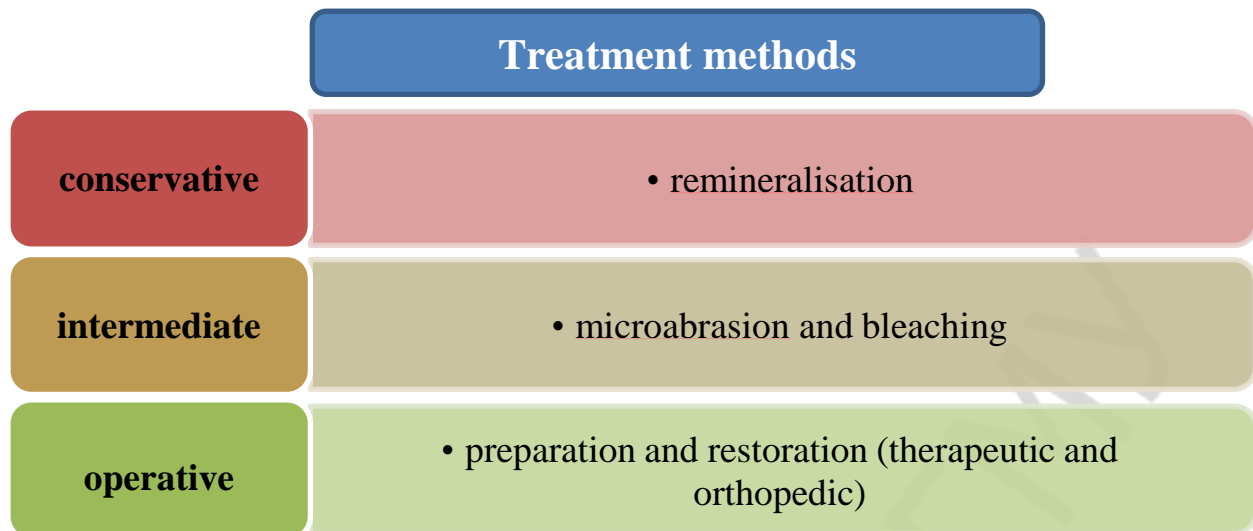 Treatment methods
conservative
• remineralisation
intermediate
• microabrasion and bleaching
operative
• preparation and restoration (therapeutic and
orthopedic)